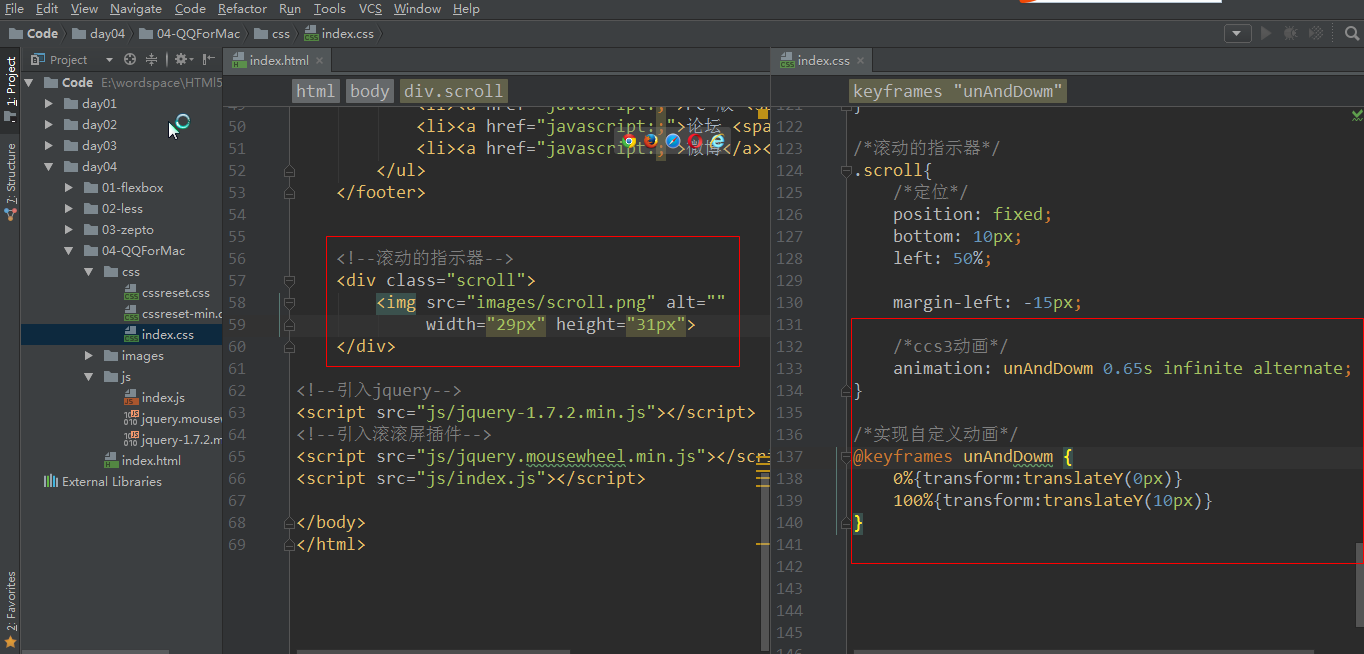 File Edit View Navigate Code Refactor Run Tools VCS Window Help
Code day04 04-QQForMac css index.css
1: Project
7: Structure
2: Favorites
Project
Code E:\wordspace\HTMl5
day01
day02
day03
day04
01-flexbox
02-less
03-zepto
04-QQForMac
css
cssreset.css
cssreset-min.c
index.css
images
js
index.js
jquery.mousew
jquery-1.7.2.m
index.html
External Libraries
index.html
html body div.scroll
50 <li><a href="javascript:;">论坛 <spa
51 <li><a href="javascript:;">微博</a><
52 </ul>
53 </footer>
54
55
56 <!--滚动的指示器-->
57 <div class="scroll">
58 <img src="images/scroll.png" alt=""
59 width="29px" height="31px">
60 </div>
61
62 <!--引入jquery-->
63 <script src="js/jquery-1.7.2.min.js"></script>
64 <!--引入滚滚屏插件-->
65 <script src="js/jquery.mousewheel.min.js"></scri
66 <script src="js/index.js"></script>
67
68 </body>
69 </html>
index.css
keyframes "unAndDowm"
122
123 /*滚动的指示器*/
124 .scroll{
125 /*定位*/
126 position: fixed;
127 bottom: 10px;
128 left: 50%;
129
130 margin-left: -15px;
131
132 /*ccs3动画*/
133 animation: unAndDowm 0.65s infinite alternate;
134 }
135
136 /*实现自定义动画*/
137 @keyframes unAndDowm {
138 0%{transform:translateY(0px)}
139 100%{transform:translateY(10px)}
140 }
141
142
143
144
145